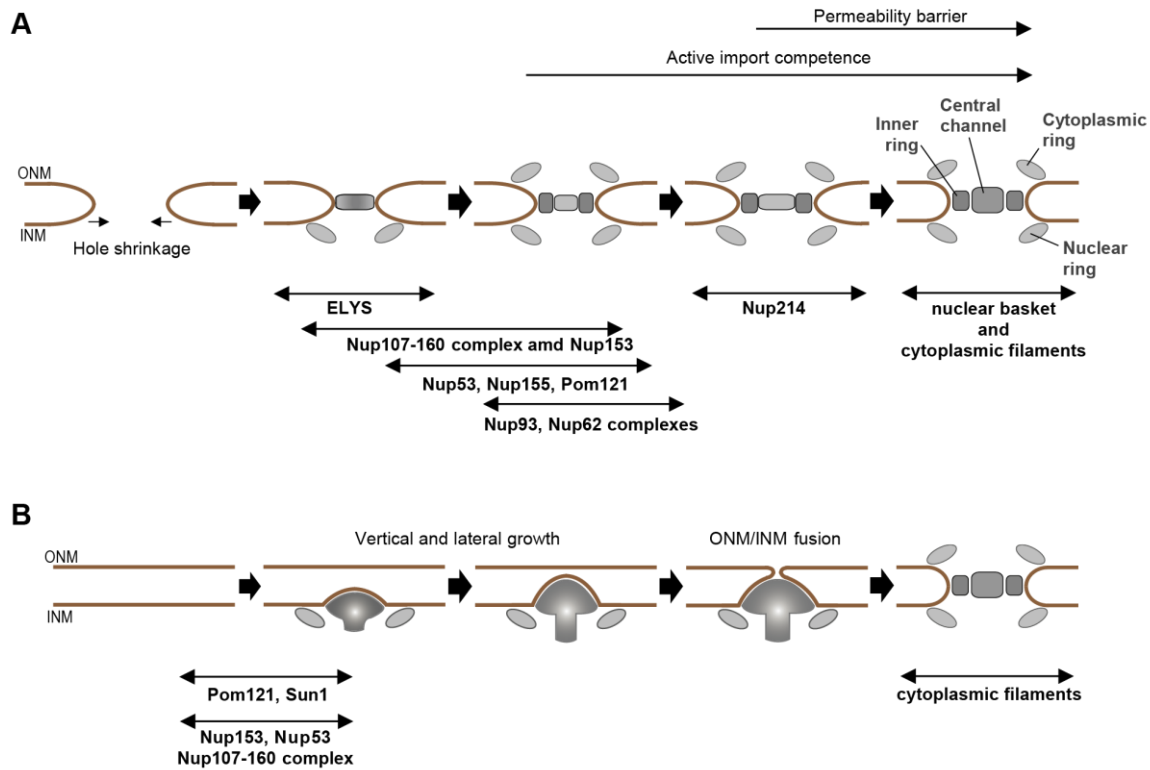 A
Permeability barrier
Active import competence
Inner
ring
Central
channel
Cytoplasmic
ring
ONM
INM
Hole shrinkage
Nuclear
ring
ELYS
Nup107-160 complex amd Nup153
Nup53, Nup155, Pom121
Nup93, Nup62 complexes
Nup214
nuclear basket
and
cytoplasmic filaments
B
Vertical and lateral growth
ONM/INM fusion
ONM
INM
Pom121, Sun1
Nup153, Nup53
Nup107-160 complex
cytoplasmic filaments